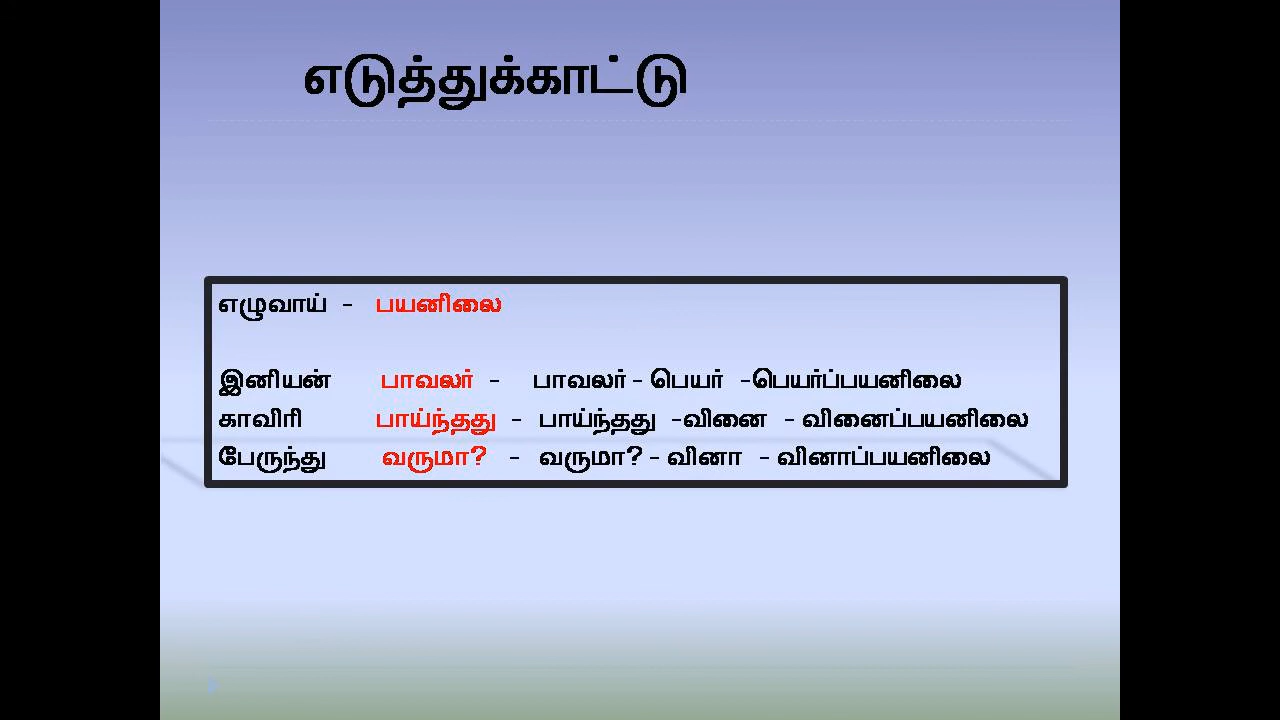 எடுத்துக்காட்டு
எழுவாய் - பயனிலை
இனியன் பாவலர் - பாவலர் - பெயர் -பெயர்ப்பயனிலை
காவிரி பாய்ந்தது - பாய்ந்தது -வினை - வினைப்பயனிலை
பேருந்து வருமா? - வருமா? - வினா - வினாப்பயனிலை